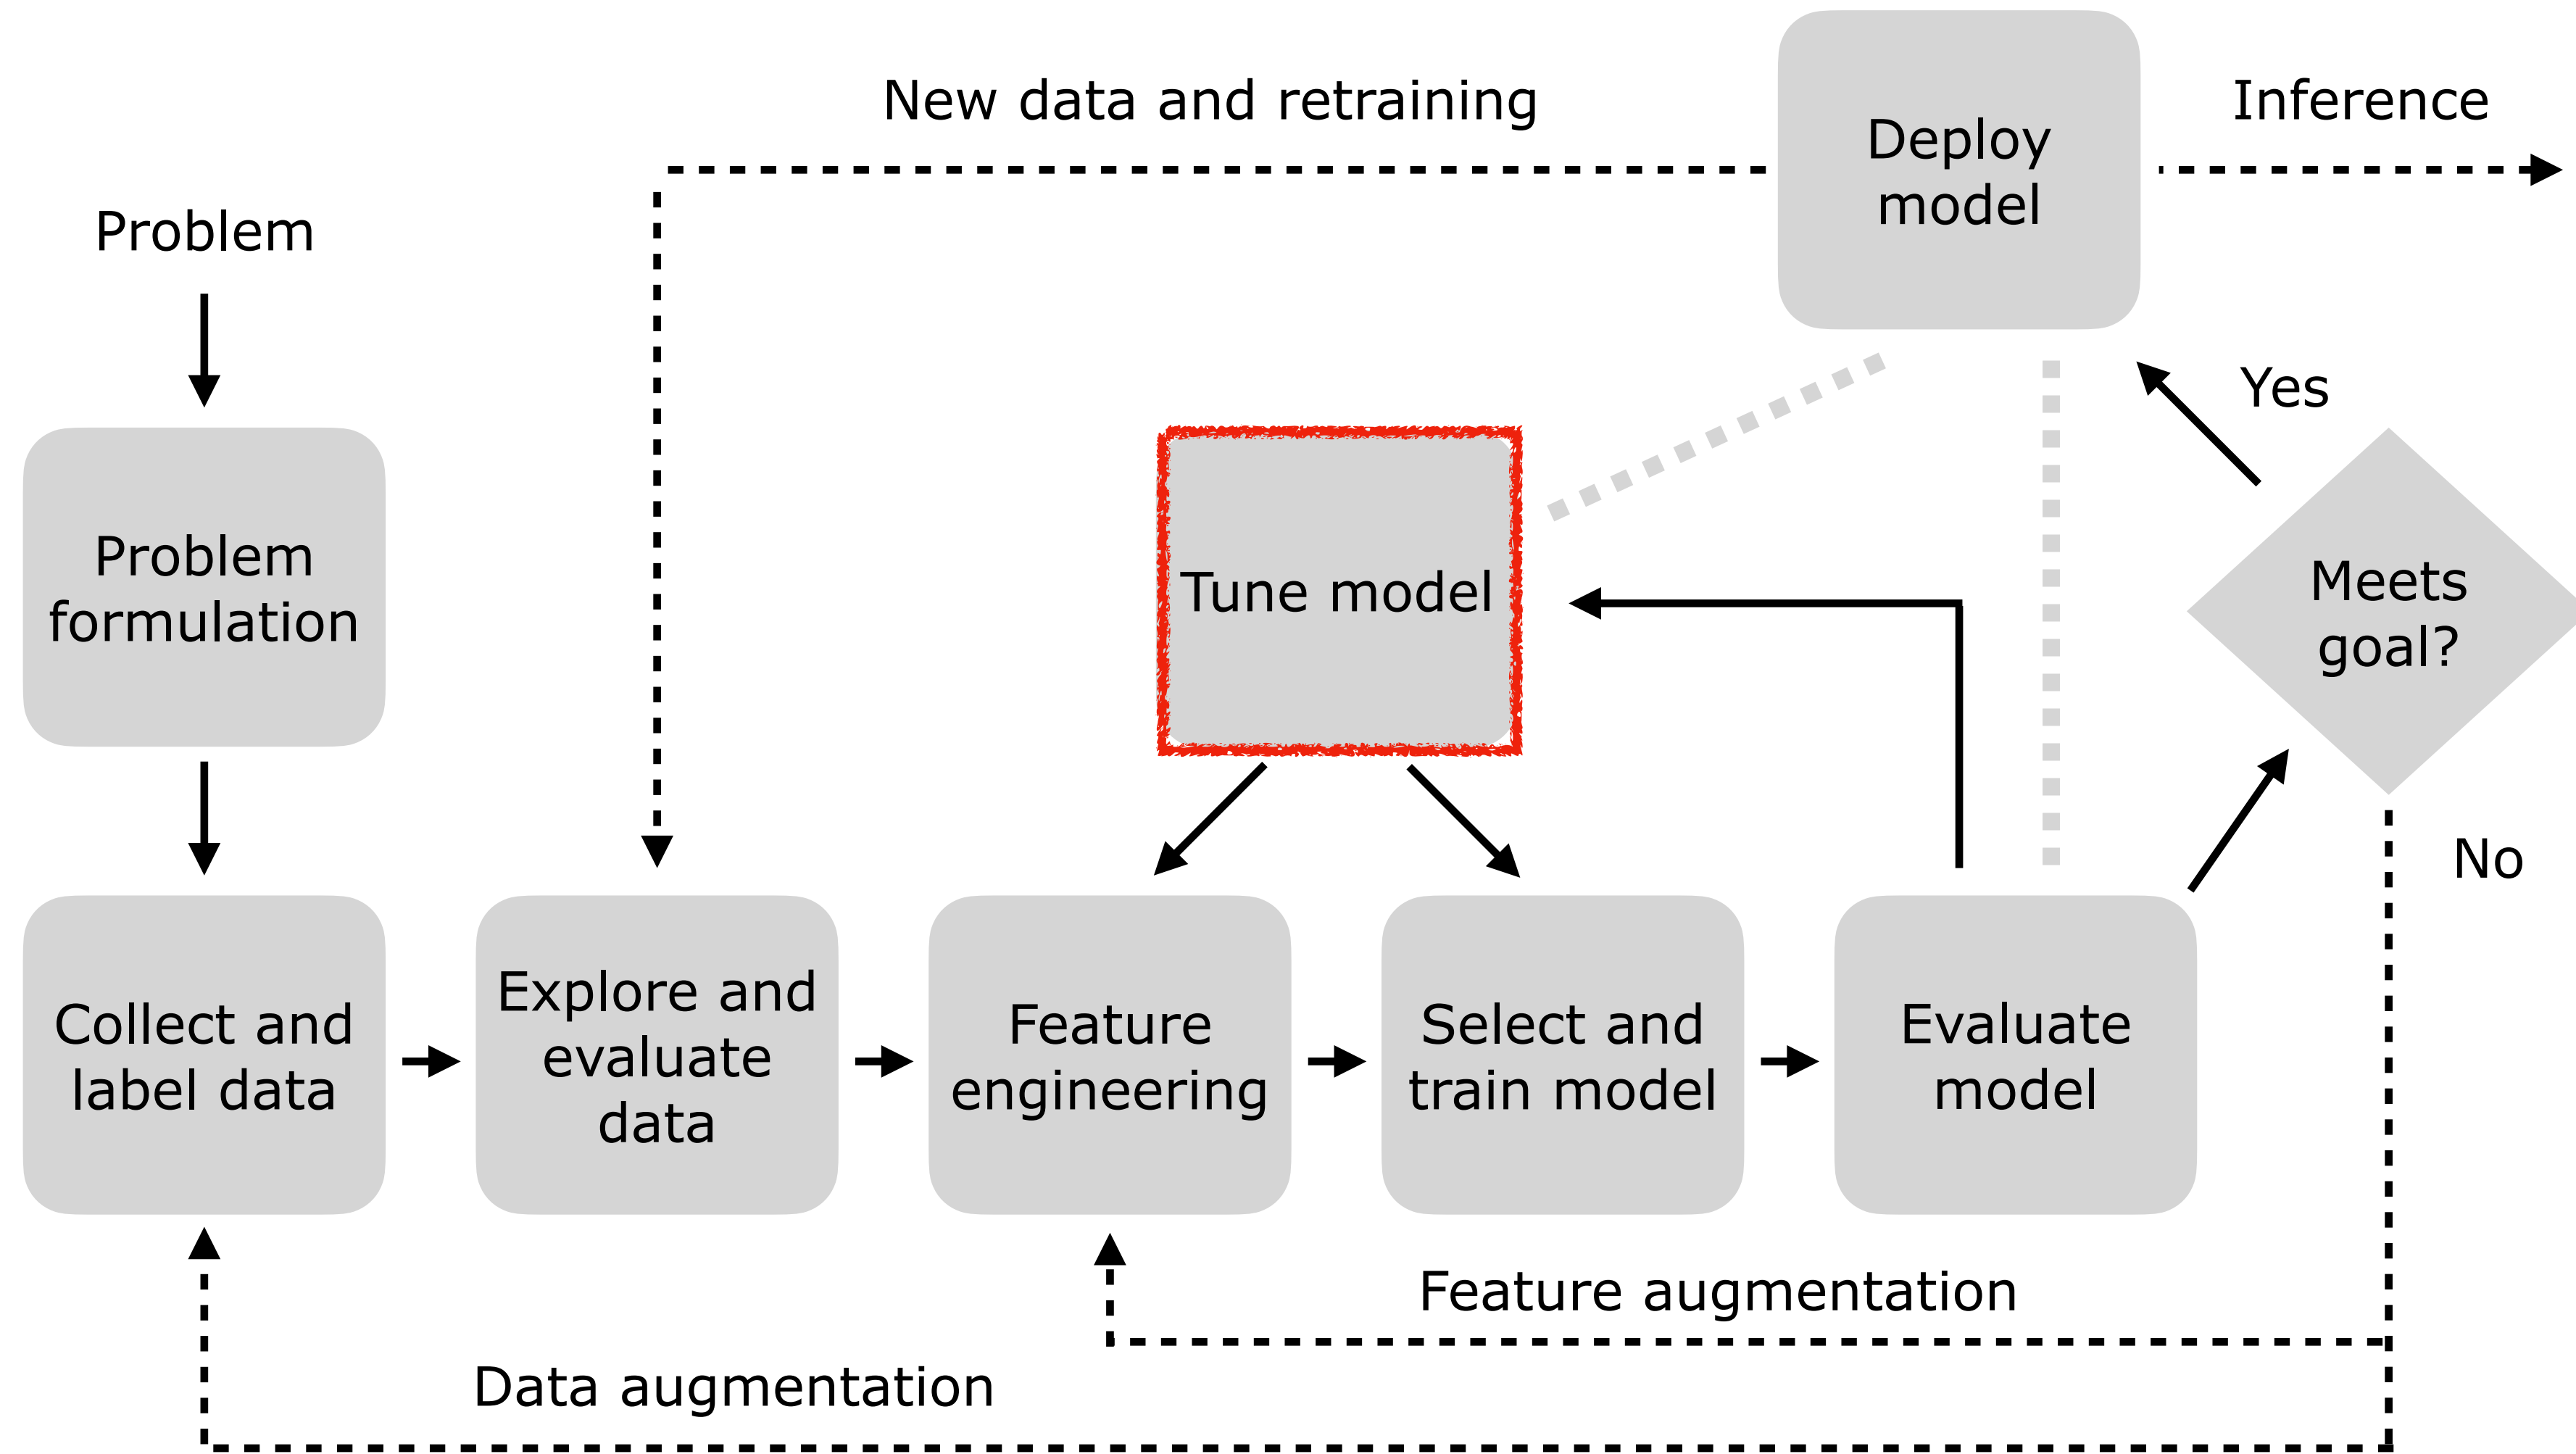 New data and retraining
Deploy
model
Inference
Problem
Yes
Problem
formulation
Tune model
Meets
goal?
No
Collect and
label data
Explore and
evaluate
data
Feature
engineering
Select and
train model
Evaluate
model
Feature augmentation
Data augmentation